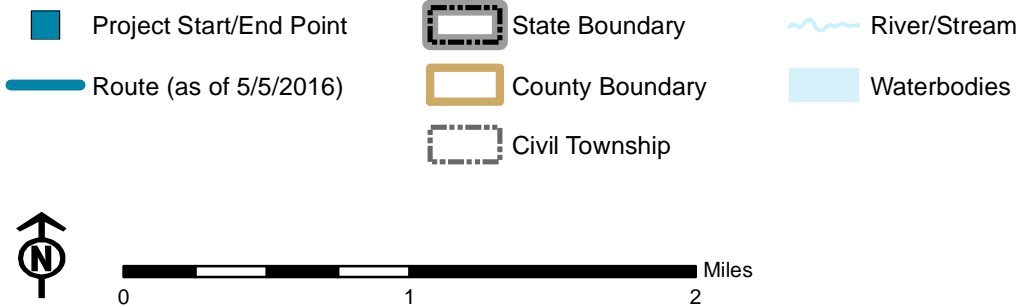 Project Start/End Point
State Boundary
River/Stream
Route (as of 5/5/2016)
County Boundary
Waterbodies
Civil Township
N
Miles
0 1 2